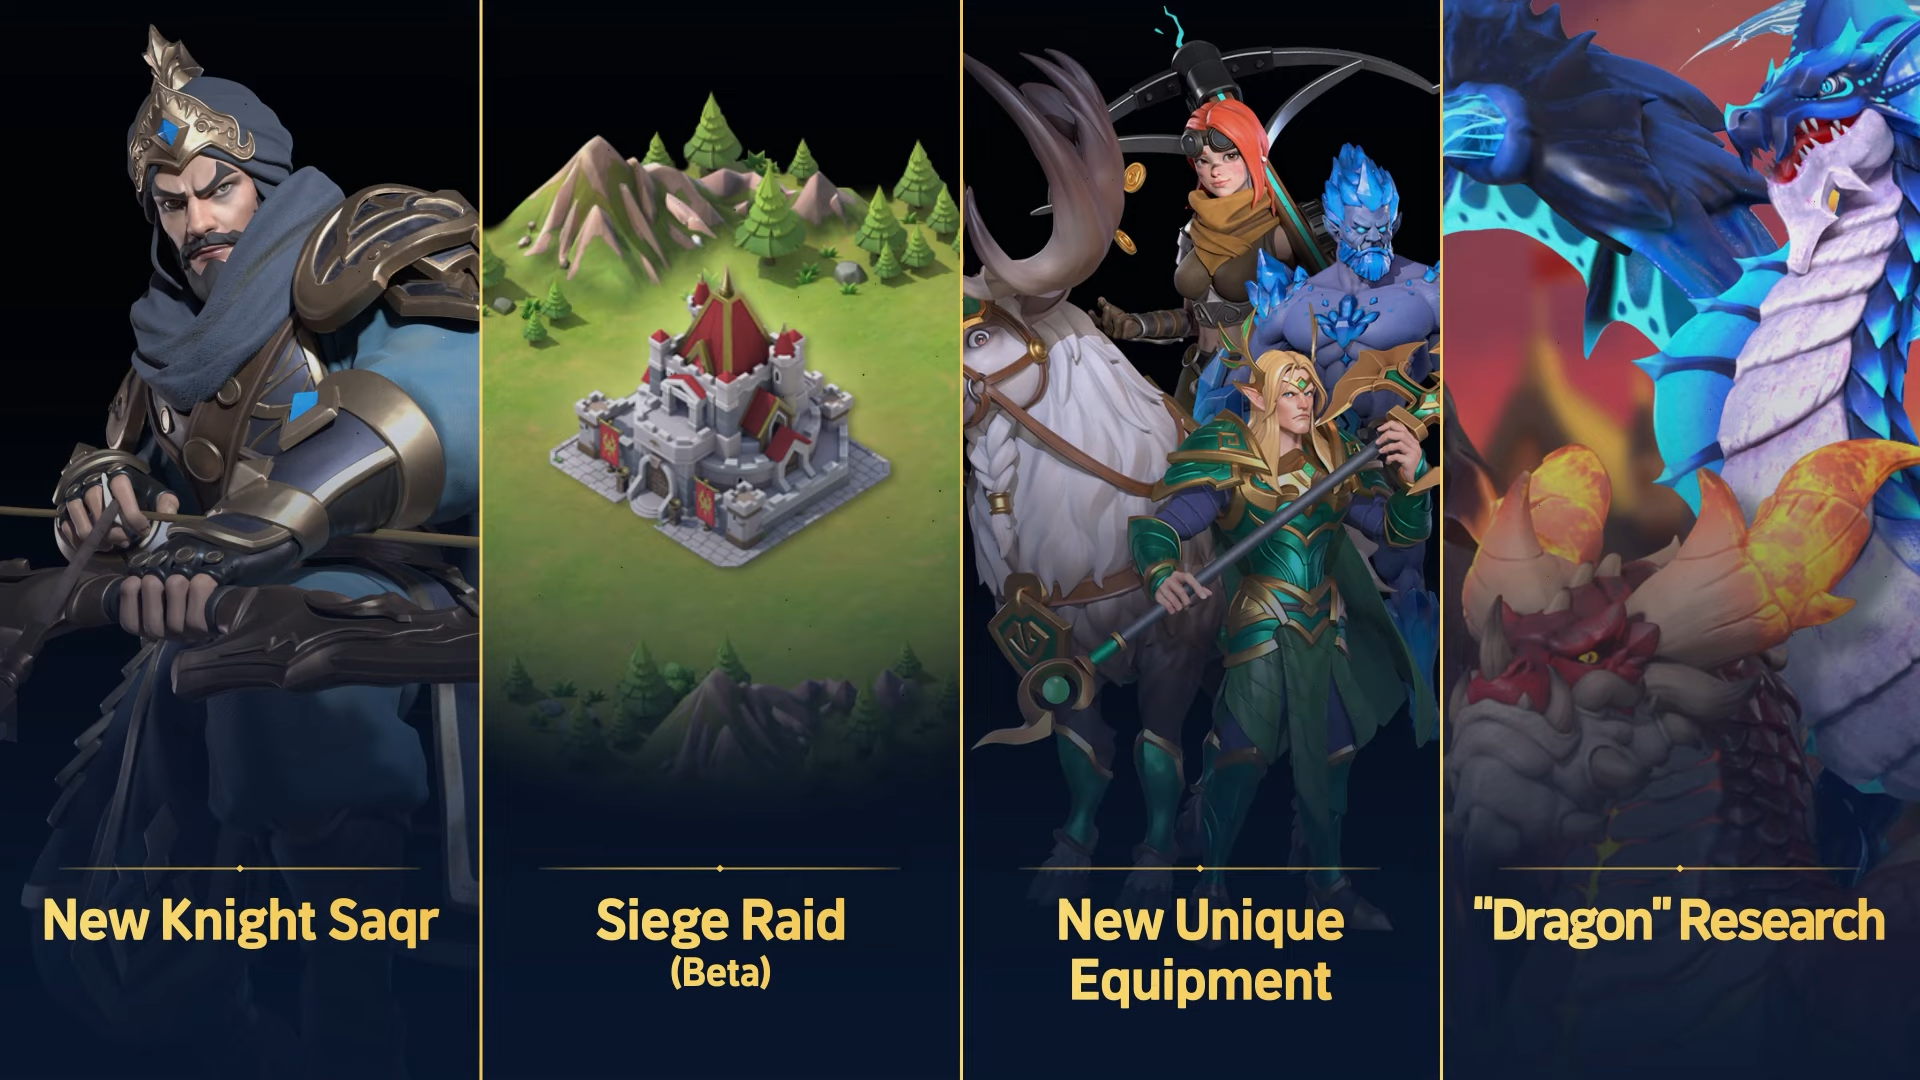 New Knight Saqr
Siege Raid
(Beta)
New Unique
Equipment
"Dragon" Research